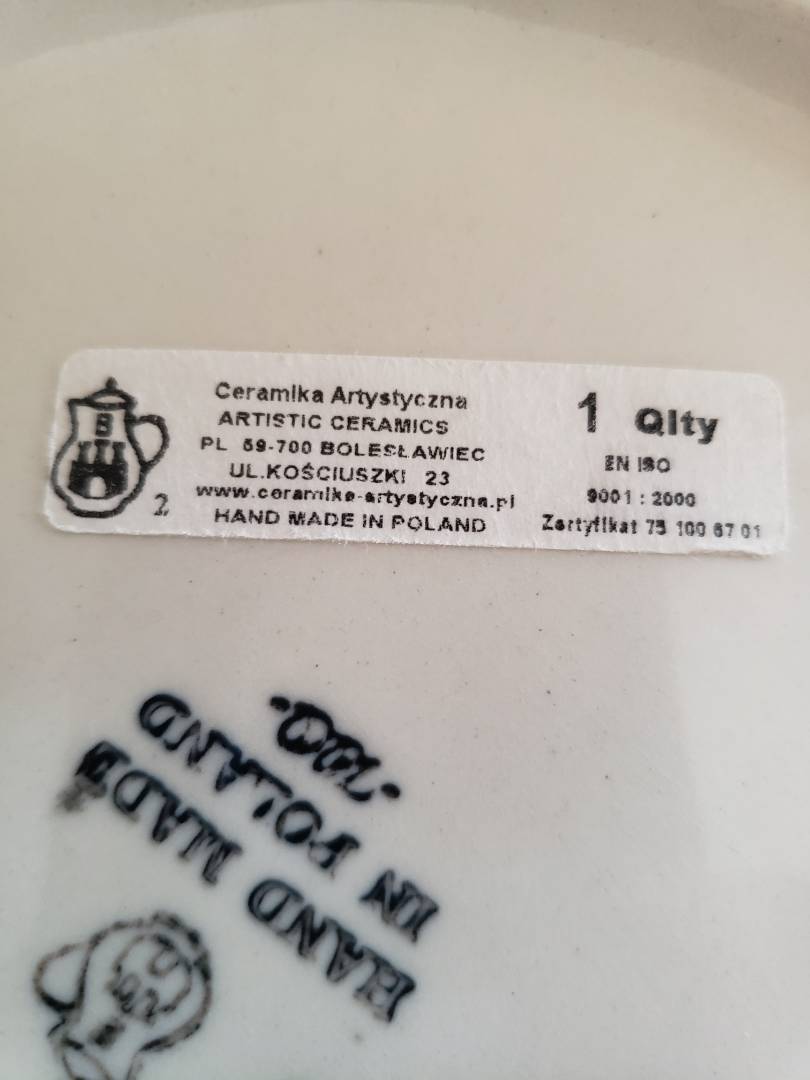 Ceramika Artystyczna
ARTISTIC CERAMICS
PL 59-700 BOLESŁAWIEC
UL.KOŚCIUSZKI 23
www.ceramika-artystyczna.pl
HAND MADE IN POLAND
B
2
1 Qlty
EN ISO
9001 : 2000
Zertyfikat 75 100 67 01
HAND MADE
IN POLAND